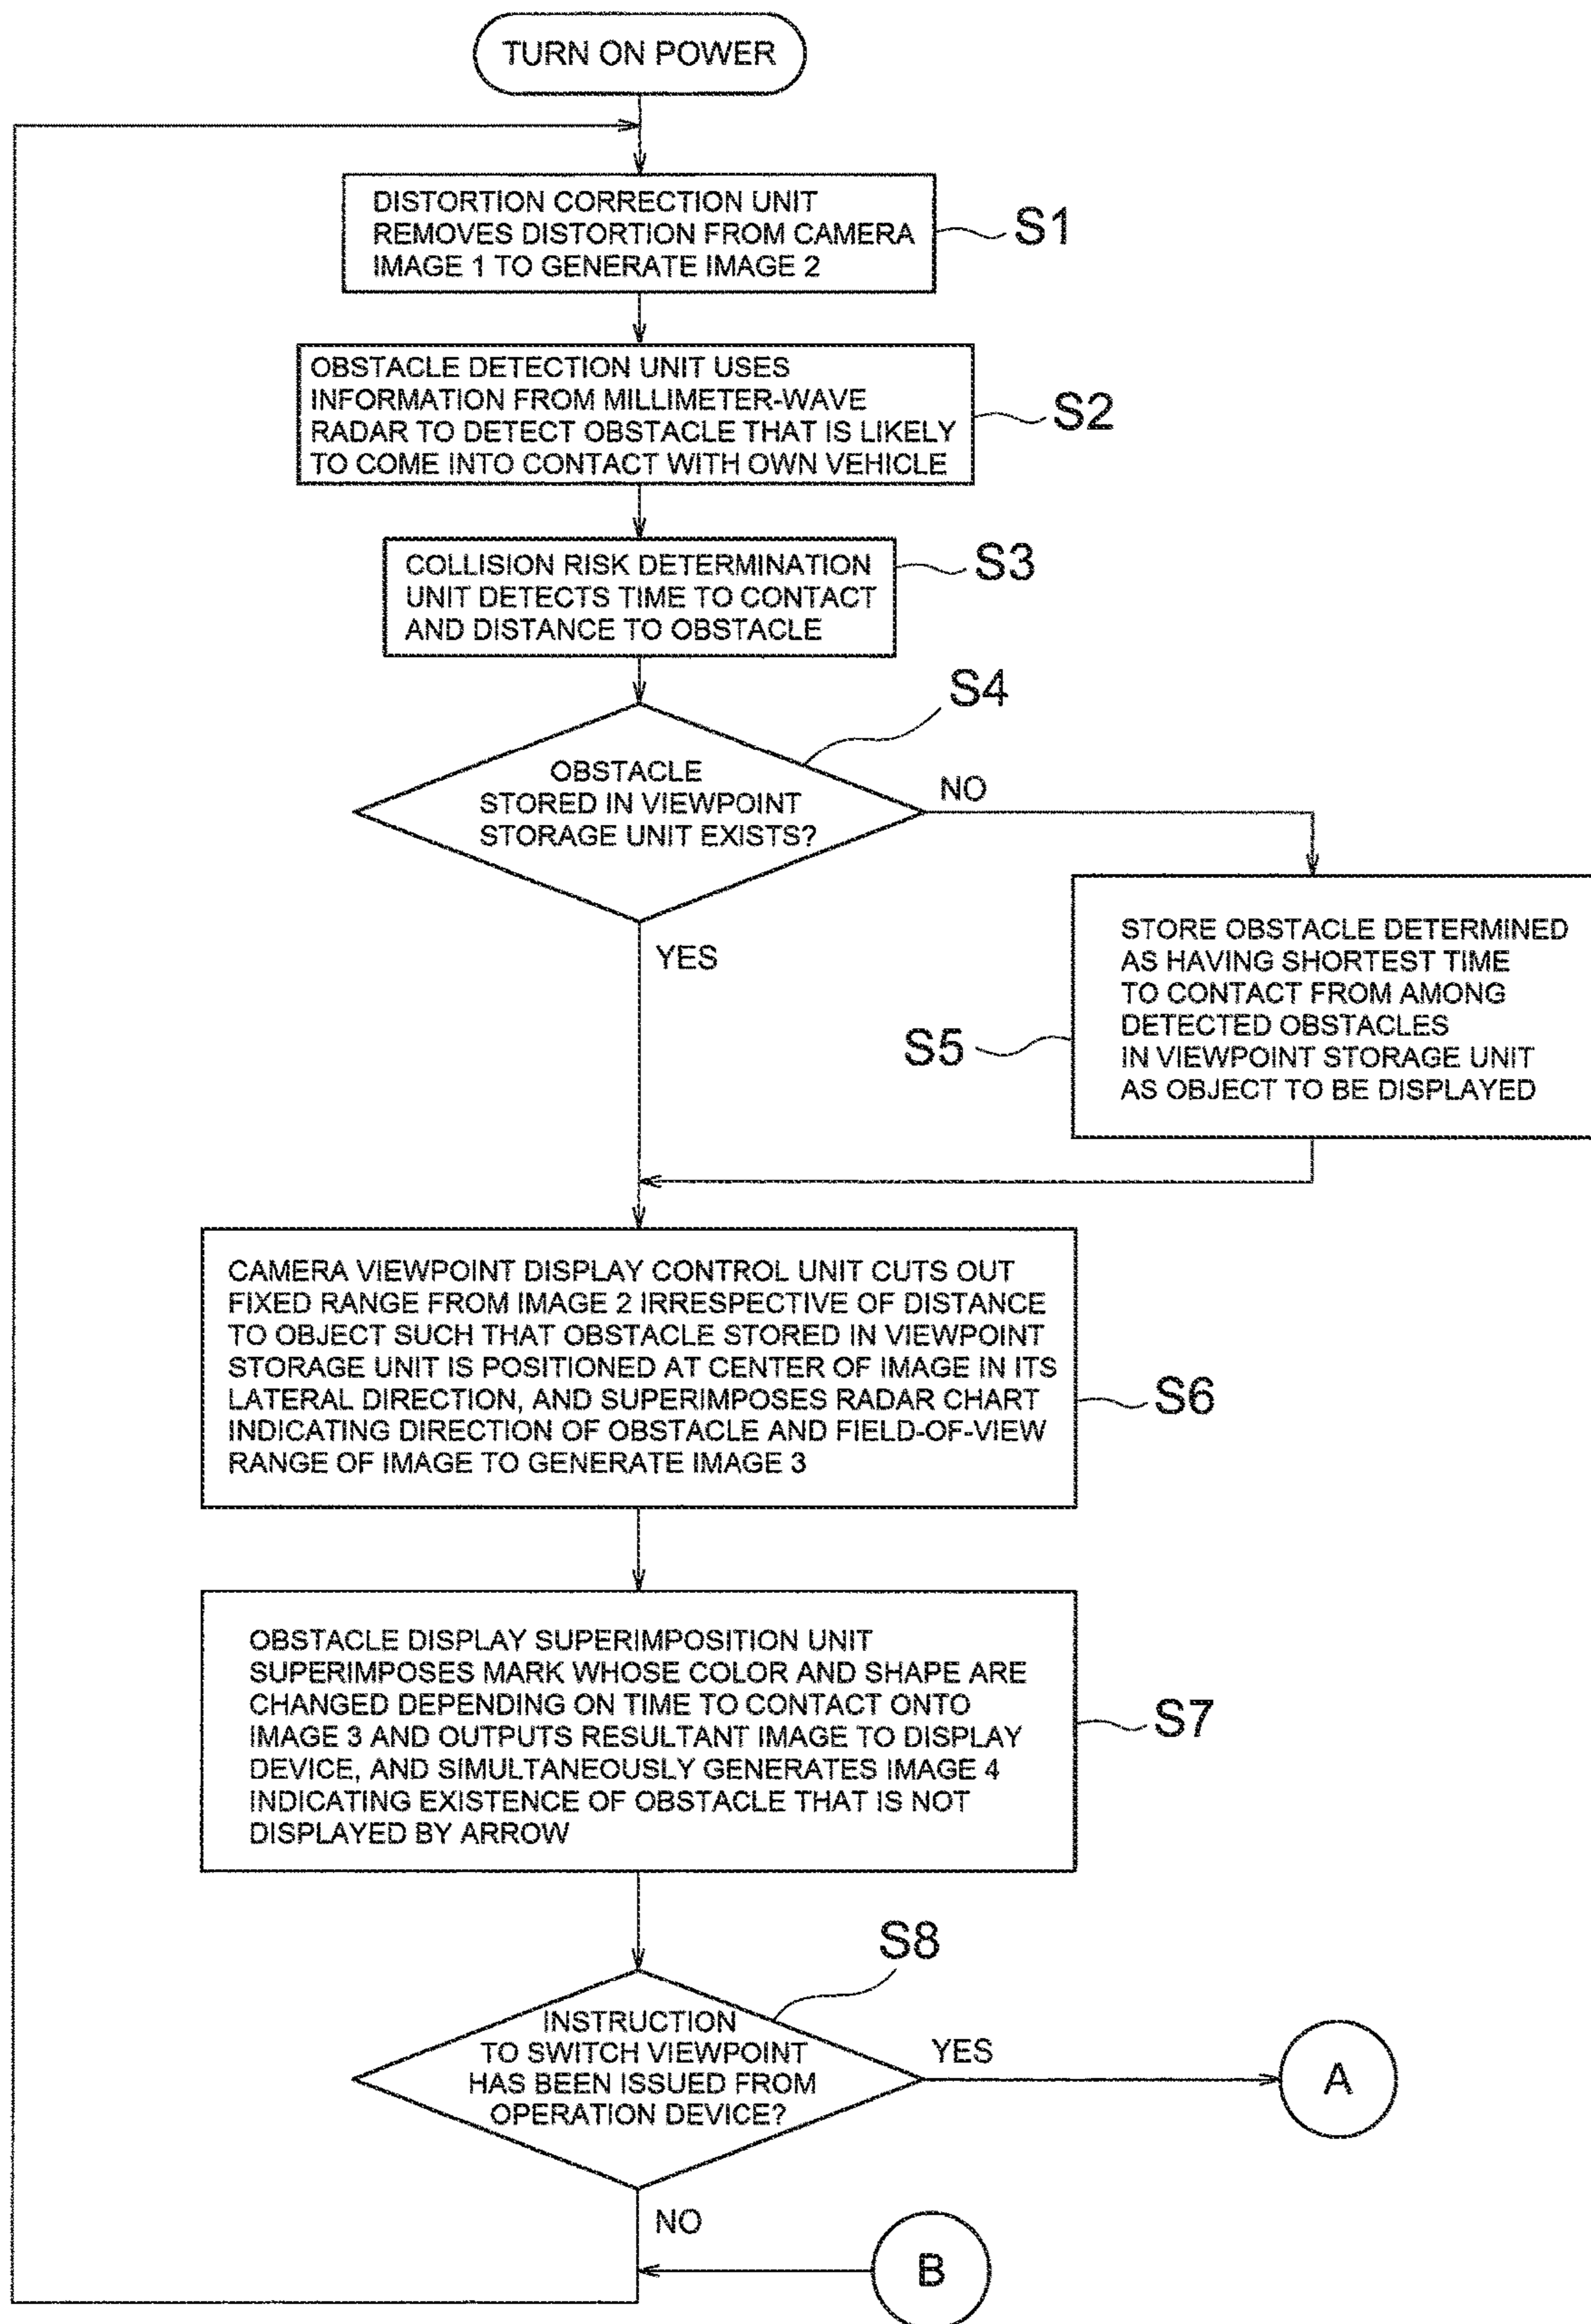 TURN ON POWER
DISTORTION CORRECTION UNIT
REMOVES DISTORTION FROM CAMERA
IMAGE 1 TO GENERATE IMAGE 2
S1
OBSTACLE DETECTION UNIT USES
INFORMATION FROM MILLIMETER-WAVE
RADAR TO DETECT OBSTACLE THAT IS LIKELY
TO COME INTO CONTACT WITH OWN VEHICLE
S2
COLLISION RISK DETERMINATION
UNIT DETECTS TIME TO CONTACT
AND DISTANCE TO OBSTACLE
S3
S4
OBSTACLE
STORED IN VIEWPOINT
STORAGE UNIT EXISTS?
NO
YES
STORE OBSTACLE DETERMINED
AS HAVING SHORTEST TIME
TO CONTACT FROM AMONG
DETECTED OBSTACLES
IN VIEWPOINT STORAGE UNIT
AS OBJECT TO BE DISPLAYED
S5
CAMERA VIEWPOINT DISPLAY CONTROL UNIT CUTS OUT
FIXED RANGE FROM IMAGE 2 IRRESPECTIVE OF DISTANCE
TO OBJECT SUCH THAT OBSTACLE STORED IN VIEWPOINT
STORAGE UNIT IS POSITIONED AT CENTER OF IMAGE IN ITS
LATERAL DIRECTION, AND SUPERIMPOSES RADAR CHART
INDICATING DIRECTION OF OBSTACLE AND FIELD-OF-VIEW
RANGE OF IMAGE TO GENERATE IMAGE 3
S6
OBSTACLE DISPLAY SUPERIMPOSITION UNIT
SUPERIMPOSES MARK WHOSE COLOR AND SHAPE ARE
CHANGED DEPENDING ON TIME TO CONTACT ONTO
IMAGE 3 AND OUTPUTS RESULTANT IMAGE TO DISPLAY
DEVICE, AND SIMULTANEOUSLY GENERATES IMAGE 4
INDICATING EXISTENCE OF OBSTACLE THAT IS NOT
DISPLAYED BY ARROW
S7
S8
INSTRUCTION
TO SWITCH VIEWPOINT
HAS BEEN ISSUED FROM
OPERATION DEVICE?
YES
A
NO
B